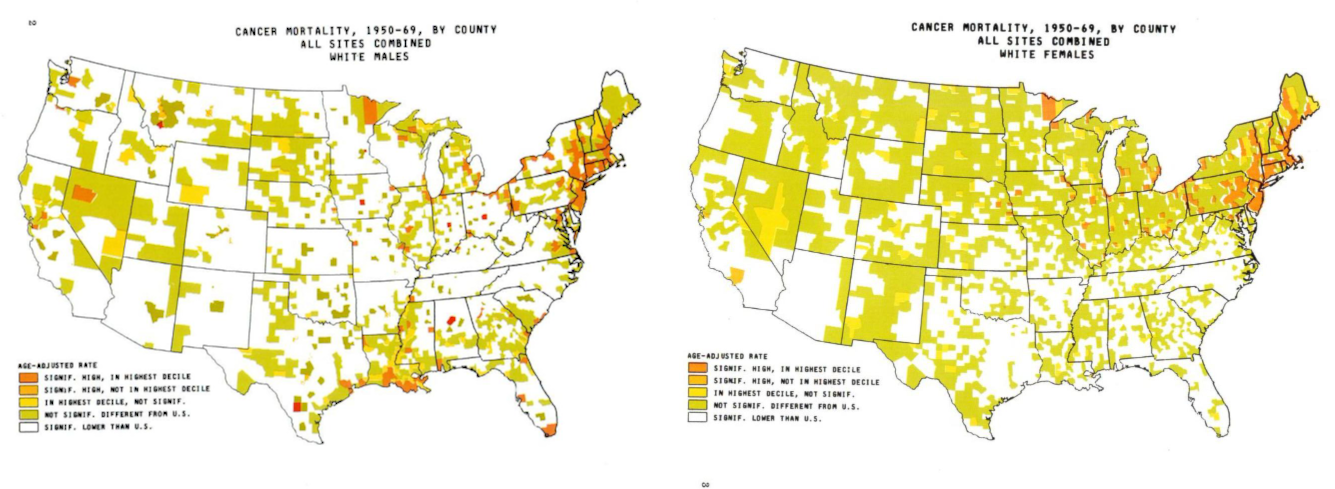 CANCER MORTALITY, 1950-69, BY COUNTY
ALL SITES COMBINED
WHITE MALES
AGE-ADJUSTED RATE
SIGNIF. HIGH, IN HIGHEST DECILE
SIGNIF. HIGH, NOT IN HIGHEST DECILE
IN HIGHEST DECILE, NOT SIGNIF.
NOT SIGNIF. DIFFERENT FROM U.S.
SIGNIF. LOWER THAN U.S.
CANCER MORTALITY, 1950-69, BY COUNTY
ALL SITES COMBINED
WHITE FEMALES
AGE-ADJUSTED RATE
SIGNIF. HIGH, IN HIGHEST DECILE
SIGNIF. HIGH, NOT IN HIGHEST DECILE
IN HIGHEST DECILE, NOT SIGNIF.
NOT SIGNIF. DIFFERENT FROM U.S.
SIGNIF. LOWER THAN U.S.